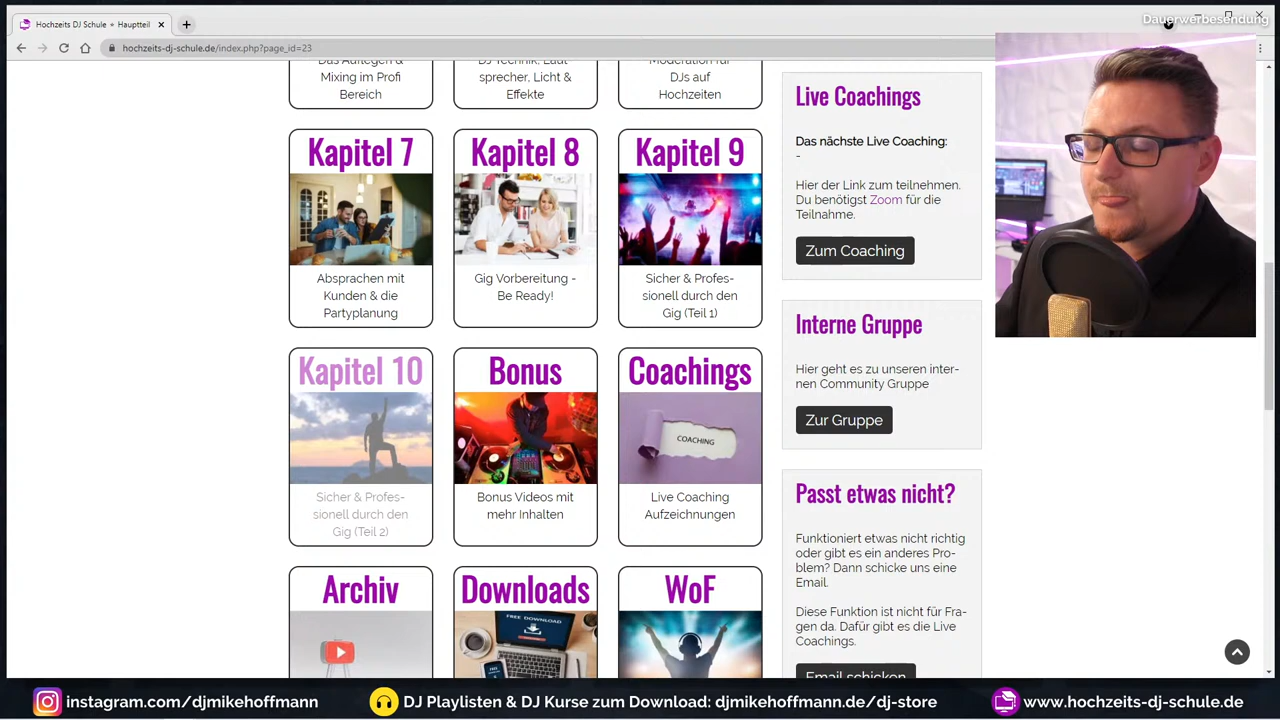 Hochzeits DJ Schule ⋆ Hauptteil
Dauerwerbesendung
hochzeits-dj-schule.de/index.php?page_id=23
Das Auflegen &
Mixing im Profi
Bereich
DJ Technik, Laut
sprecher, Licht &
Effekte
Moderation für
DJs auf
Hochzeiten
Kapitel 7
Absprachen mit
Kunden & die
Partyplanung
Kapitel 8
Gig Vorbereitung -
Be Ready!
Kapitel 9
Sicher & Profes-
sionell durch den
Gig (Teil 1)
Kapitel 10
Sicher & Profes-
sionell durch den
Gig (Teil 2)
Bonus
Bonus Videos mit
mehr Inhalten
Coachings
COACHING
Live Coaching
Aufzeichnungen
Archiv
Downloads
FREE DOWNLOAD
WoF
Live Coachings
Das nächste Live Coaching:
-
Hier der Link zum teilnehmen.
Du benötigst Zoom für die
Teilnahme.
Zum Coaching
Interne Gruppe
Hier geht es zu unseren inter-
nen Community Gruppe
Zur Gruppe
Passt etwas nicht?
Funktioniert etwas nicht richtig
oder gibt es ein anderes Pro-
blem? Dann schicke uns eine
Email.
Diese Funktion ist nicht für Fra-
gen da. Dafür gibt es die Live
Coachings.
Email schicken
instagram.com/djmikehoffmann
DJ Playlisten & DJ Kurse zum Download: djmikehoffmann.de/dj-store
www.hochzeits-dj-schule.de